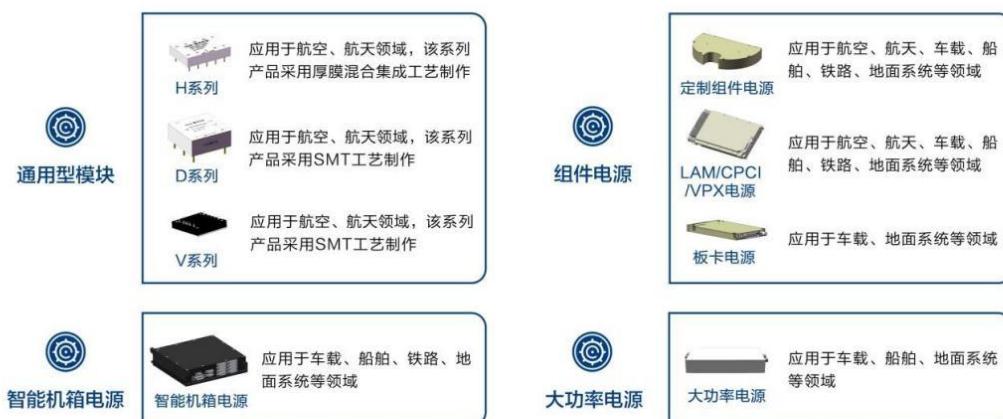 通用型模块
H系列
应用于航空、航天领域，该系列
产品采用厚膜混合集成工艺制作
D系列
应用于航空、航天领域，该系列
产品采用SMT工艺制作
V系列
应用于航空、航天领域，该系列
产品采用SMT工艺制作
组件电源
定制组件电源
应用于航空、航天、车载、船
舶、铁路、地面系统等领域
LAM/CPCI
/VPX电源
应用于航空、航天、车载、船
舶、铁路、地面系统等领域
板卡电源
应用于车载、地面系统等领域
智能机箱电源
智能机箱电源
应用于车载、船舶、铁路、地
面系统等领域
大功率电源
大功率电源
应用于车载、船舶、地面系统
等领域